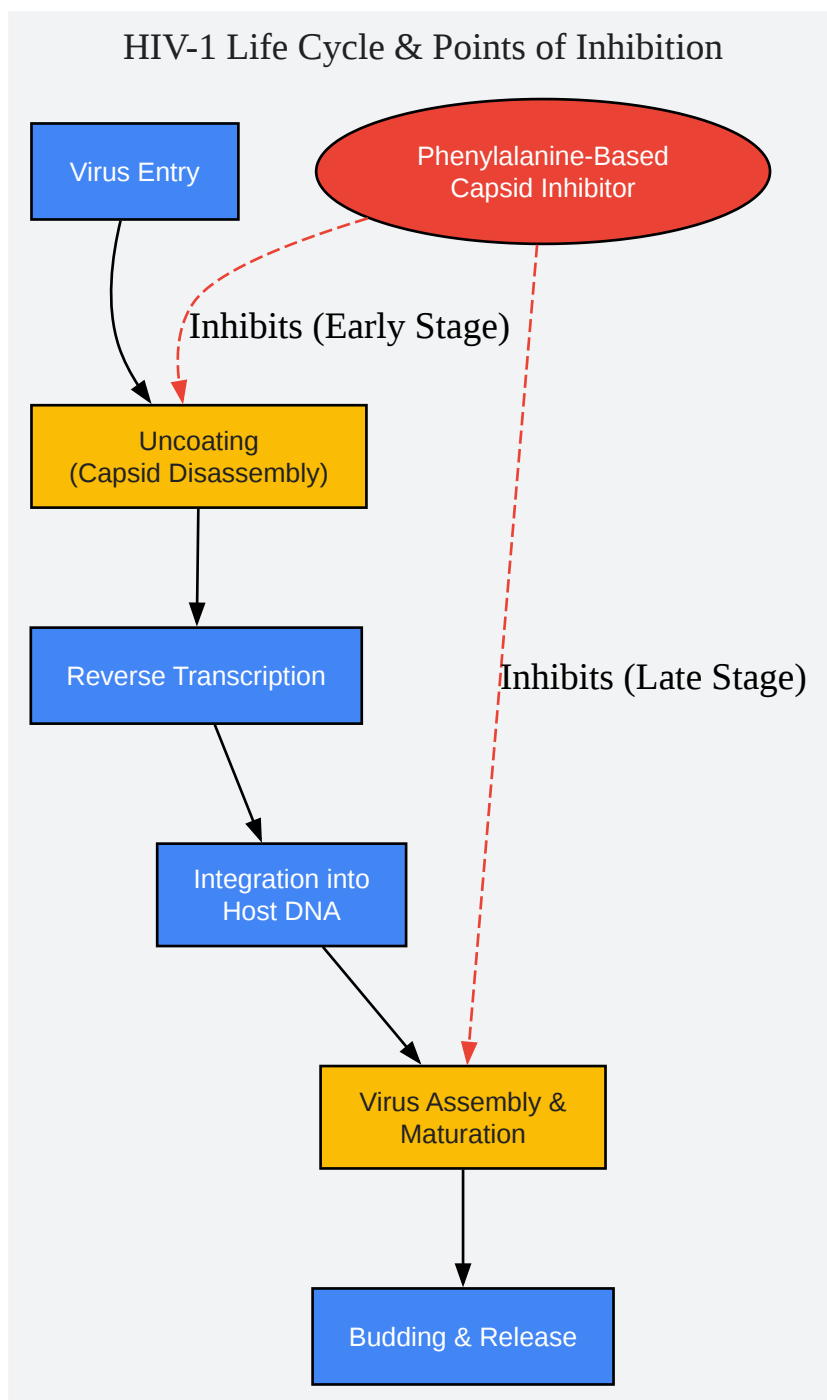 HIV-1 Life Cycle & Points of Inhibition
Virus Entry
Phenylalanine-Based
Capsid Inhibitor
Inhibits (Early Stage)
Uncoating
(Capsid Disassembly)
Reverse Transcription
Inhibits (Late Stage)
Integration into
Host DNA
Virus Assembly &
Maturation
Budding & Release